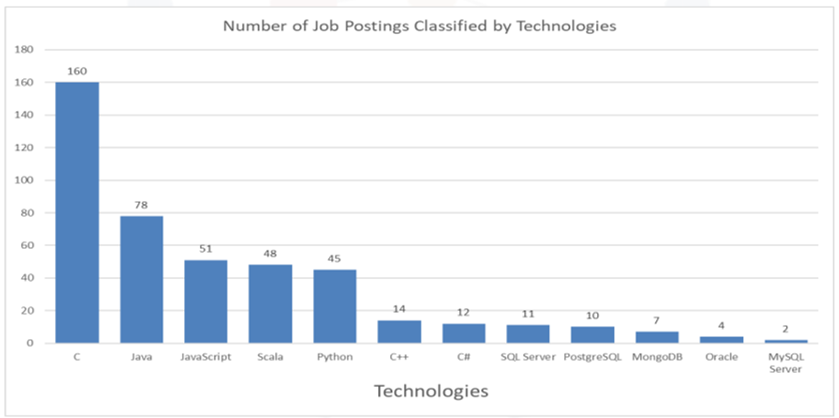 Number of Job Postings Classified by Technologies
180
160
140
120
100
80
60
40
20
0
160
78
51
48
45
14
12
11
10
7
4
2
C
Java
JavaScript
Scala
Python
C++
C#
SQL Server
PostgreSQL
MongoDB
Oracle
MySQL
Server
Technologies